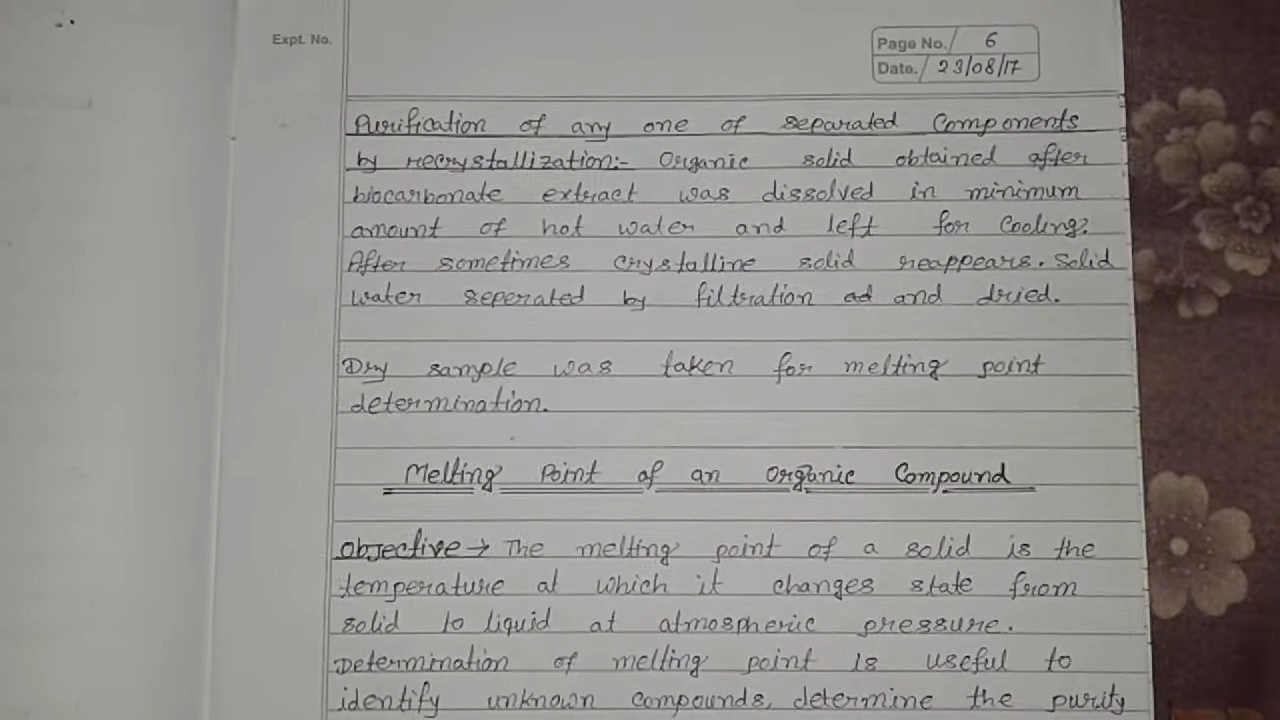 Expt. No.
Page No. 6
Date. 23/08/17
Purification of any one of separated Components
by recrystallization:- Organic solid obtained after
biocarbonate extract was dissolved in minimum
amount of hot water and left for cooling.
After sometimes crystalline solid reappears. Solid
water seperated by filtration ad and dried.
Dry sample was taken for melting point
determination.
Melting Point of an Organic Compound
Objective → The melting point of a solid is the
temperature at which it changes state from
solid to liquid at atmospheric pressure.
Determination of melting point is useful to
identify unknown compounds, determine the purity